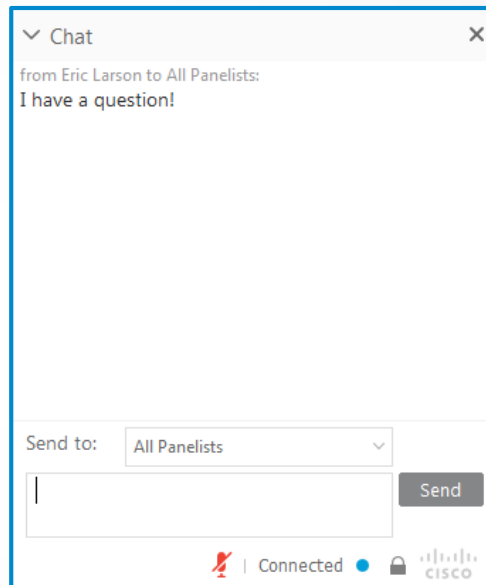 Chat
from Eric Larson to All Panelists:
I have a question!
Send to:
All Panelists
Send
Connected
CISCO